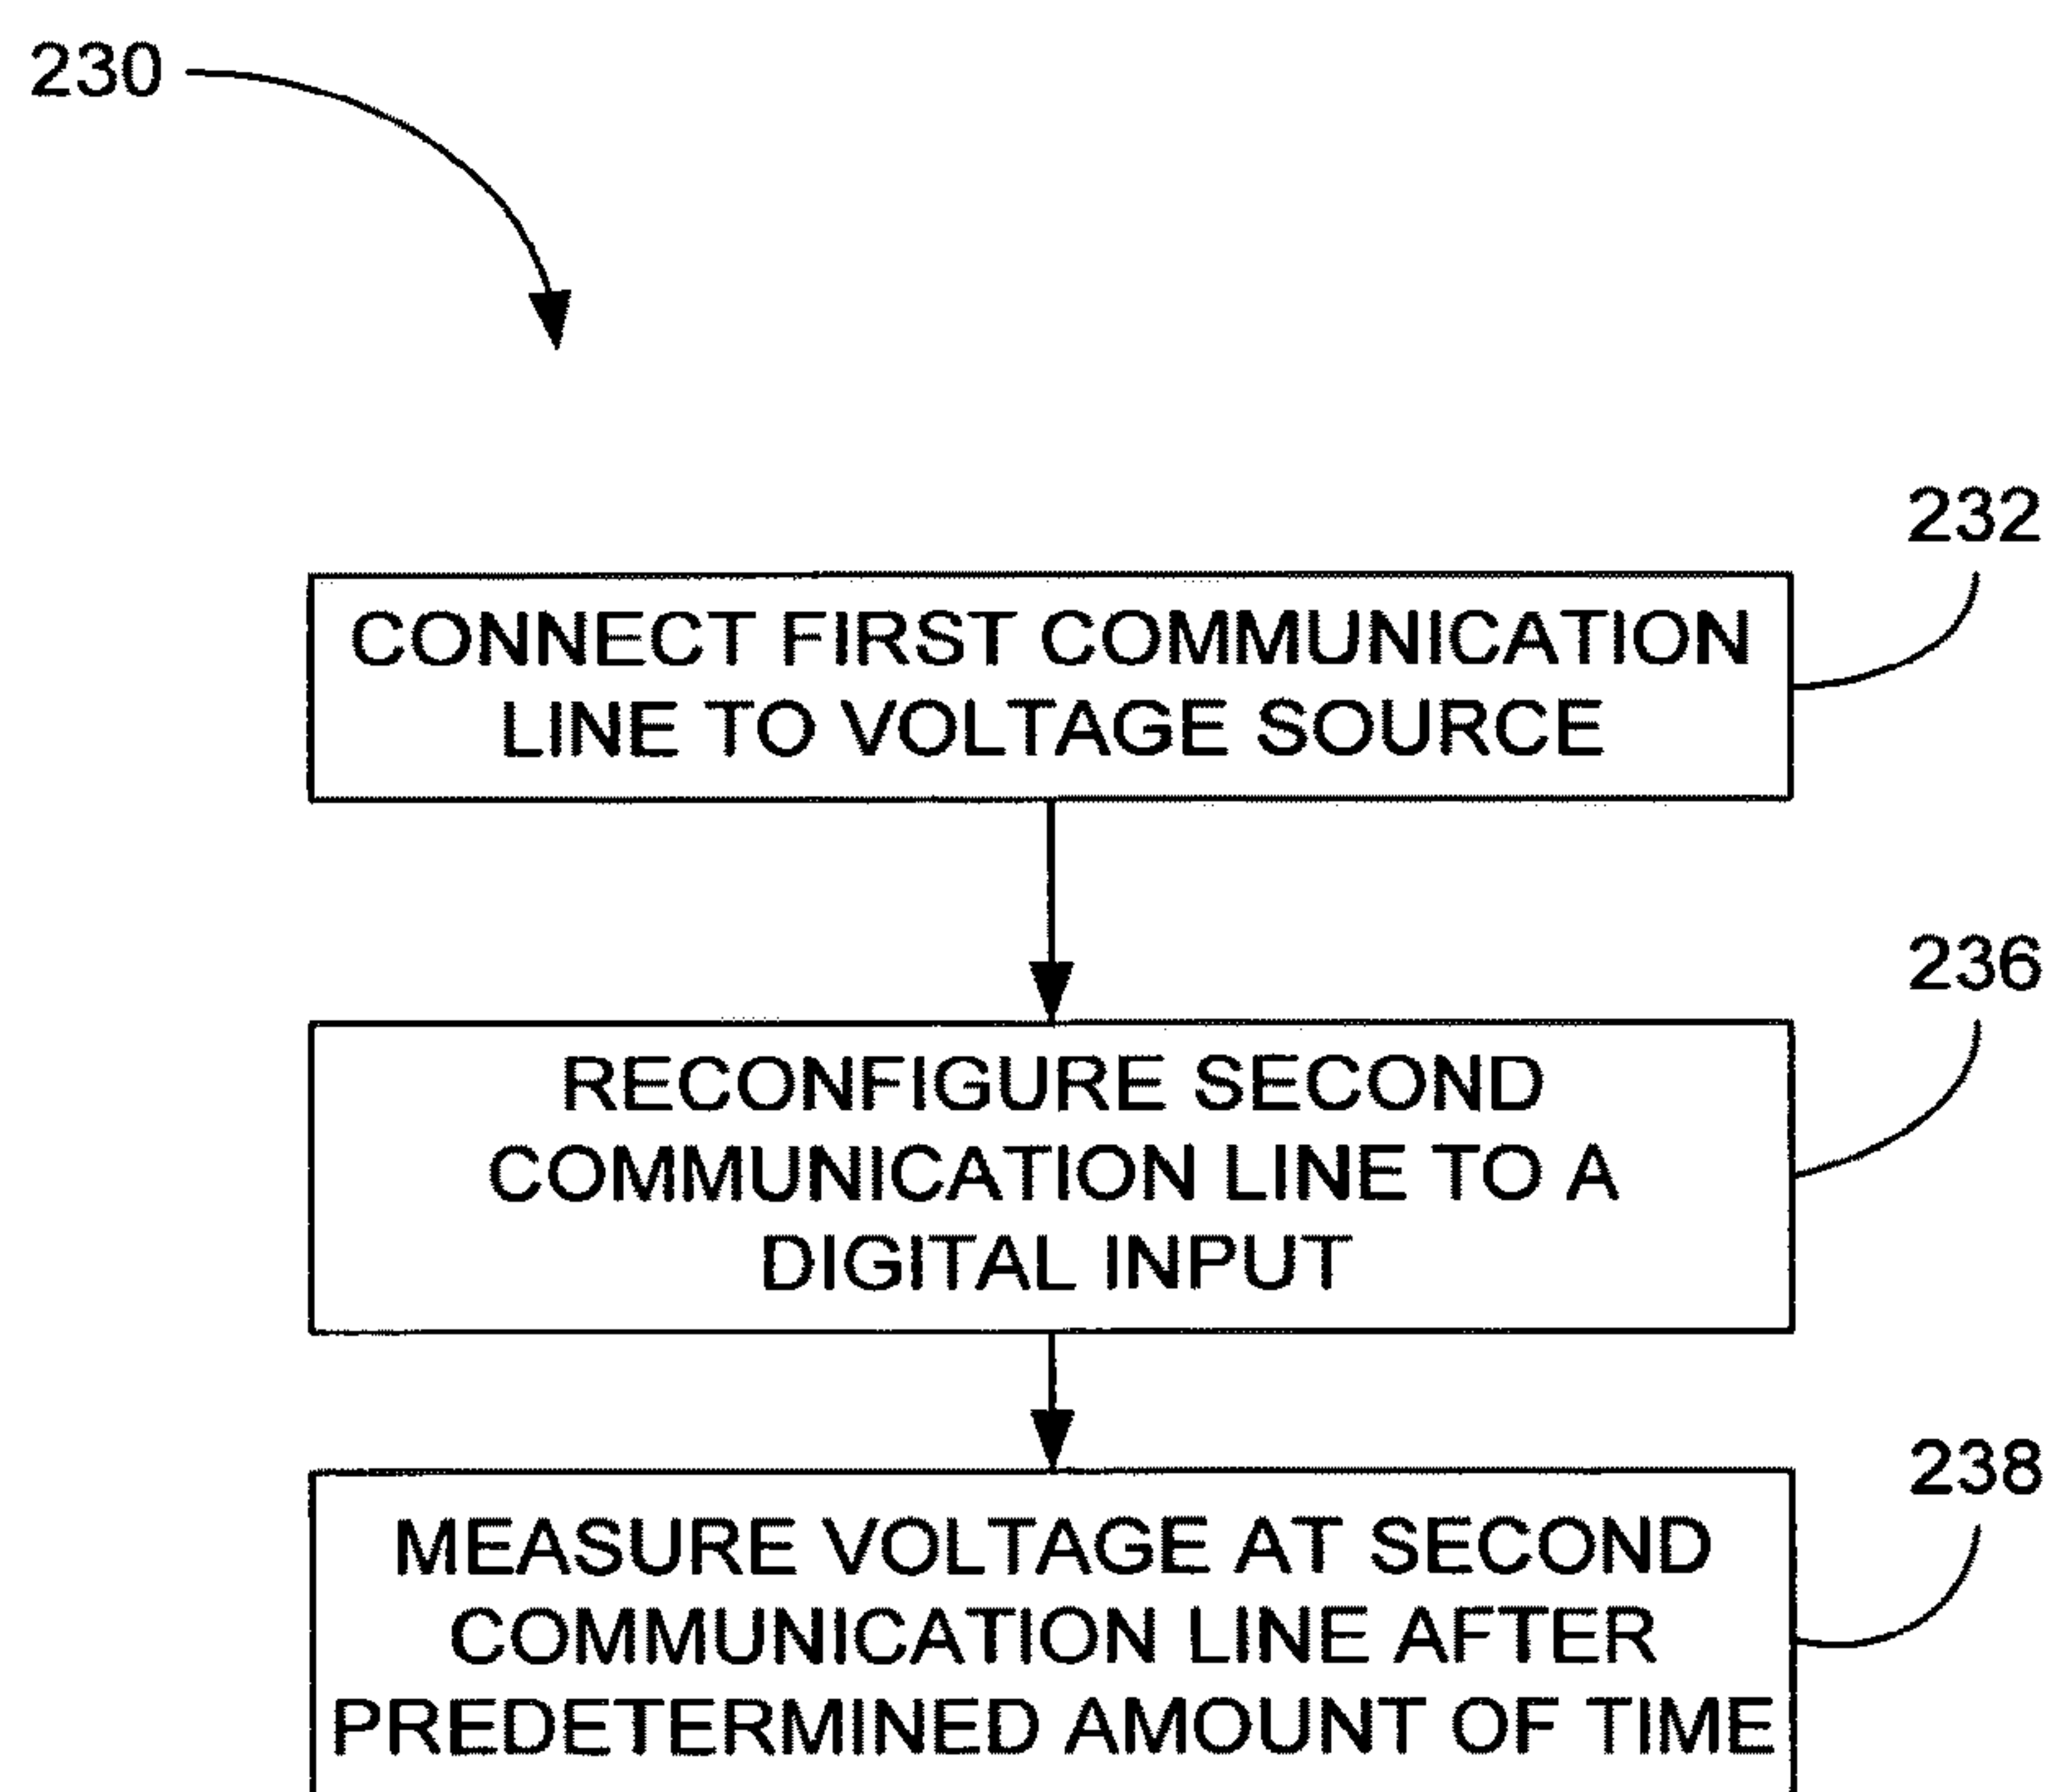 230
232
CONNECT FIRST COMMUNICATION
LINE TO VOLTAGE SOURCE
236
RECONFIGURE SECOND
COMMUNICATION LINE TO A
DIGITAL INPUT
238
MEASURE VOLTAGE AT SECOND
COMMUNICATION LINE AFTER
PREDETERMINED AMOUNT OF TIME